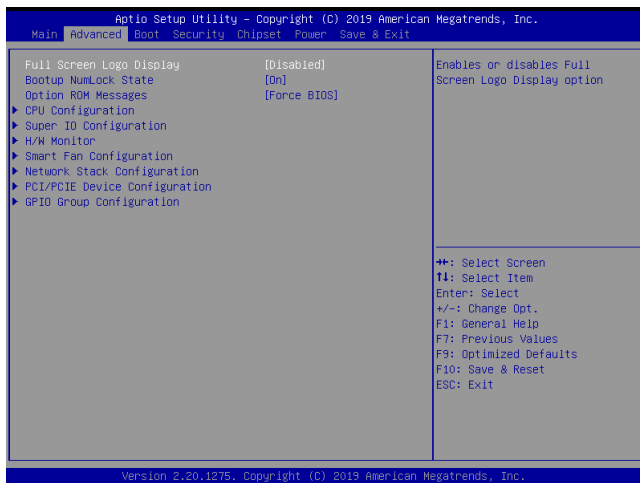 Aptio Setup Utility – Copyright (C) 2019 American Megatrends, Inc.
Main Advanced Boot Security Chipset Power Save & Exit
Full Screen Logo Display [Disabled]
Bootup NumLock State [On]
Option ROM Messages [Force BIOS]
▶ CPU Configuration
▶ Super IO Configuration
▶ H/W Monitor
▶ Smart Fan Configuration
▶ Network Stack Configuration
▶ PCI/PCIE Device Configuration
▶ GPIO Group Configuration
Enables or disables Full
Screen Logo Display option
→←: Select Screen
↑↓: Select Item
Enter: Select
+/-: Change Opt.
F1: General Help
F7: Previous Values
F9: Optimized Defaults
F10: Save & Reset
ESC: Exit
Version 2.20.1275. Copyright (C) 2019 American Megatrends, Inc.